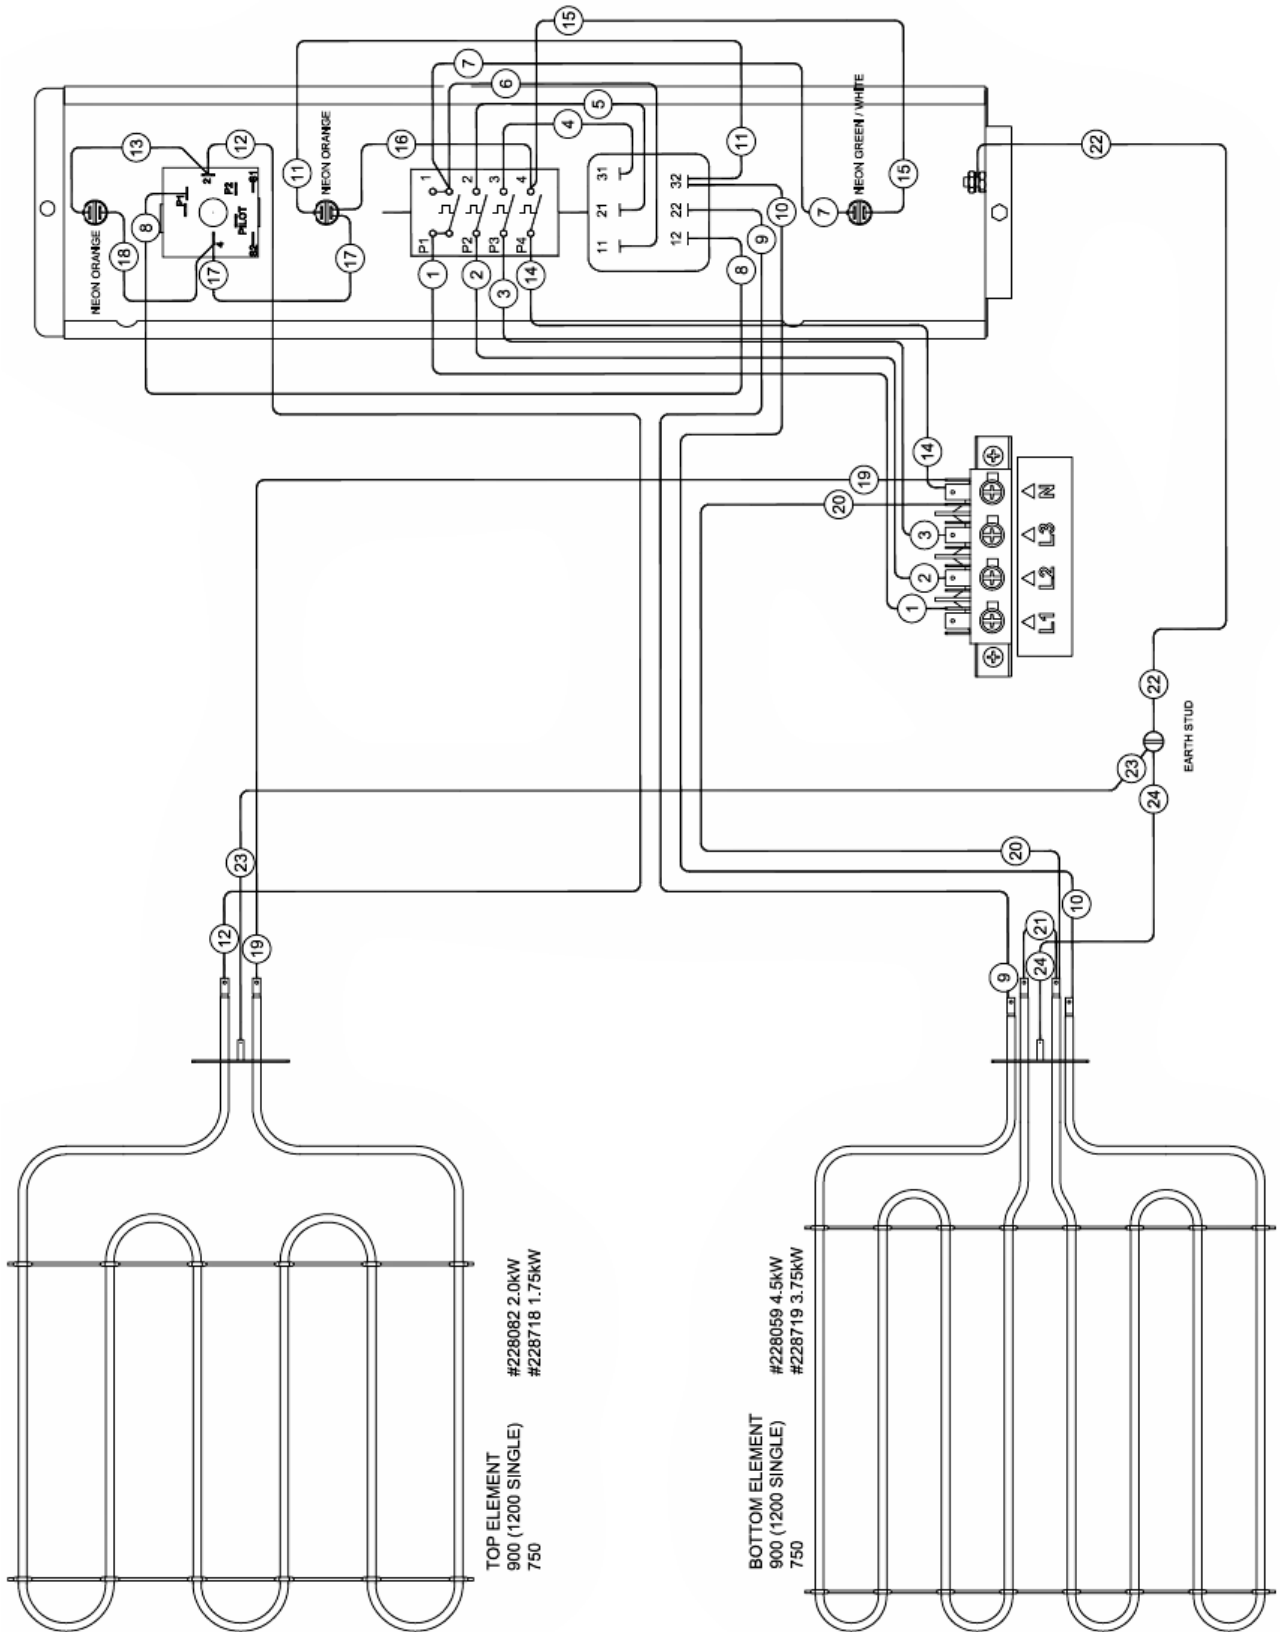 15
7
6
5
4
11
16
13
12
11
NEON ORANGE
NEON GREEN / WHITE
22
15
P1
2
P2
S1
PILOT
S2
4
8
NEON ORANGE
18
17
17
1
2
3
4
P1
P2
P3
P4
31
21
11
32
22
12
10
9
8
7
1
2
3
14
14
19
20
3
2
1
N
L3
L2
L1
22
EARTH STUD
23
24
23
20
12
19
10
21
24
9
TOP ELEMENT
900 (1200 SINGLE) #228082 2.0kW
750 #228718 1.75kW
BOTTOM ELEMENT
900 (1200 SINGLE) #228059 4.5kW
750 #228719 3.75kW